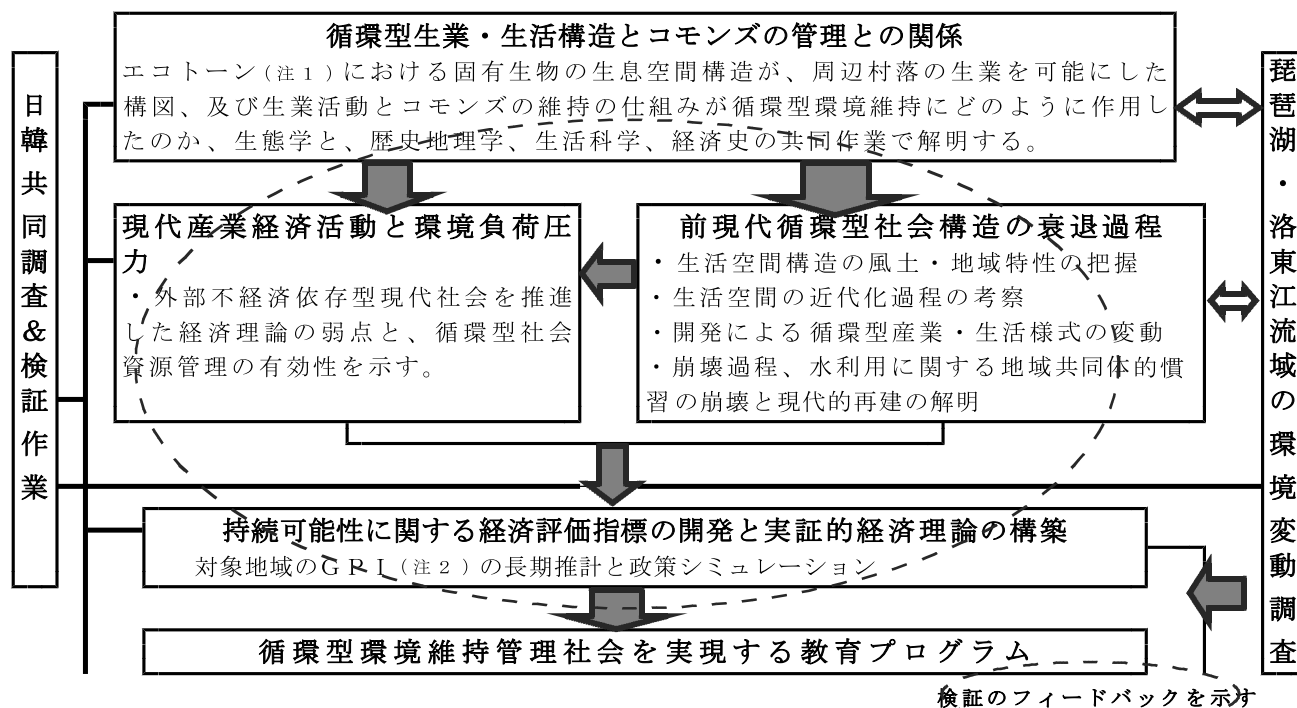 循環型生業・生活構造とコモンズの管理との関係
エコトーン(注1)における固有生物の生息空間構造が、周辺村落の生業を可能にした
構図、及び生業活動とコモンズの維持の仕組みが循環型環境維持にどのように作用し
たのか、生態学と、歴史地理学、生活科学、経済史の共同作業で解明する。
日韓共同調査&検証作業
琵琶湖・洛東江流域の環境変動調査
現代産業経済活動と環境負荷圧
力
・外部不経済依存型現代社会を推進
した経済理論の弱点と、循環型社会
資源管理の有効性を示す。
前現代循環型社会構造の衰退過程
・生活空間構造の風土・地域特性の把握
・生活空間の近代化過程の考察
・開発による循環型産業・生活様式の変動
・崩壊過程、水利用に関する地域共同体的慣
習の崩壊と現代的再建の解明
持続可能性に関する経済評価指標の開発と実証的経済理論の構築
対象地域のGPI(注2)の長期推計と政策シミュレーション
循環型環境維持管理社会を実現する教育プログラム
検証のフィードバックを示す